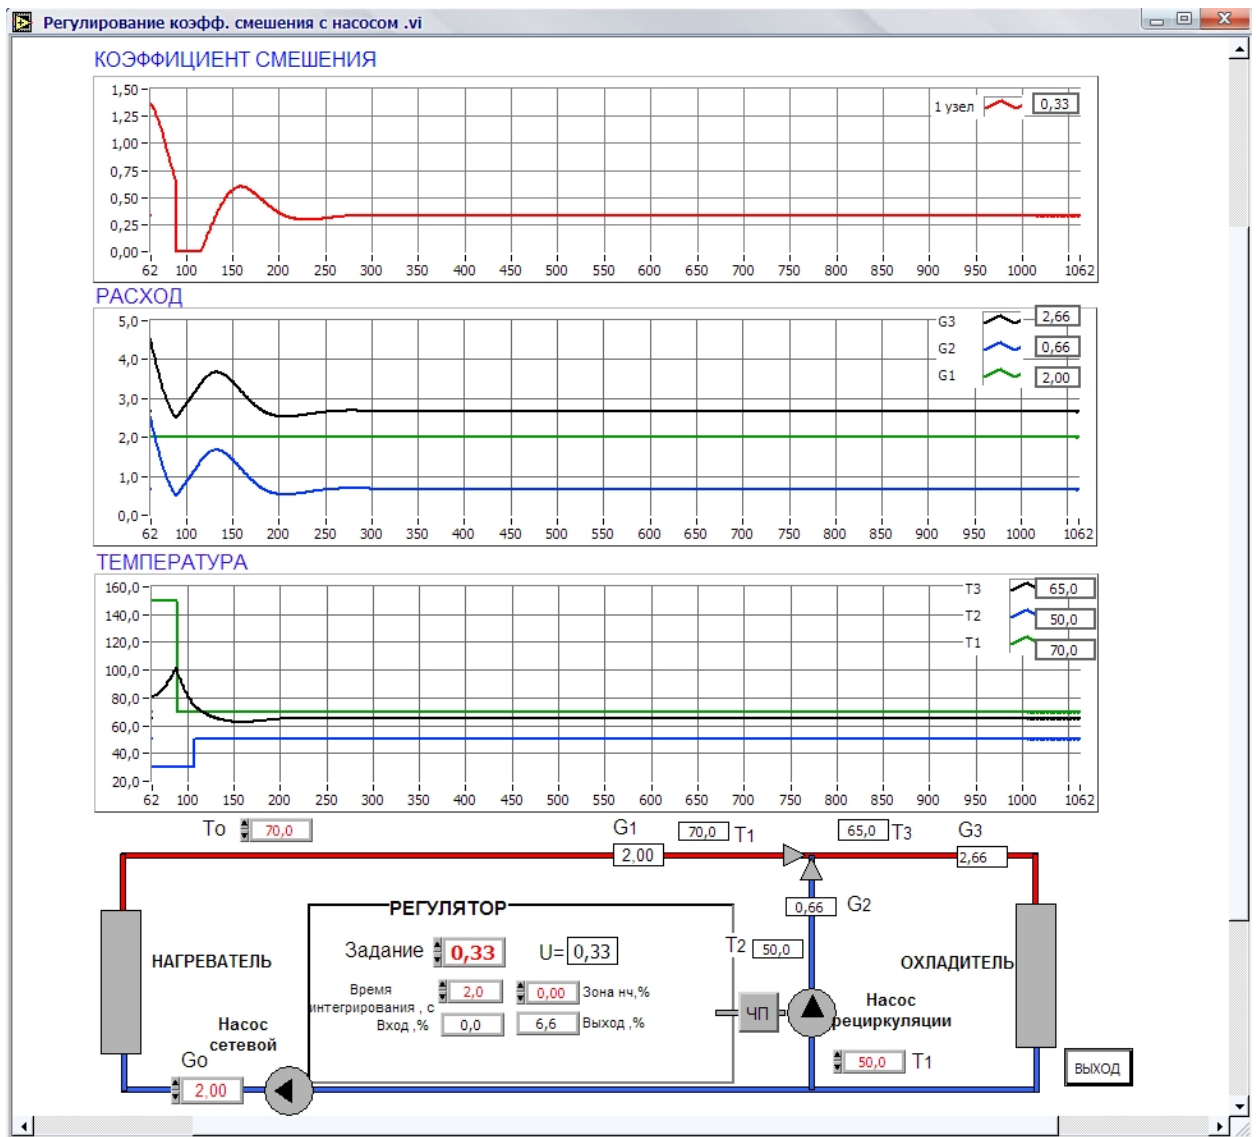 Регулирование коэфф. смешения с насосом .vi
КОЭФФИЦИЕНТ СМЕШЕНИЯ
1,50
1,25
1,00
0,75
0,50
0,25
0,00
1 узел 0,33
62 100 150 200 250 300 350 400 450 500 550 600 650 700 750 800 850 900 950 1000 1062
РАСХОД
5,0
4,0
3,0
2,0
1,0
0,0
G3 2,66
G2 0,66
G1 2,00
62 100 150 200 250 300 350 400 450 500 550 600 650 700 750 800 850 900 950 1000 1062
ТЕМПЕРАТУРА
160,0
140,0
120,0
100,0
80,0
60,0
40,0
20,0
T3 65,0
T2 50,0
T1 70,0
62 100 150 200 250 300 350 400 450 500 550 600 650 700 750 800 850 900 950 1000 1062
To 70,0
G1 70,0 T1 65,0 T3 G3
2,00 2,66
РЕГУЛЯТОР
0,66 G2
Задание 0,33 U= 0,33
T2 50,0
НАГРЕВАТЕЛЬ
ОХЛАДИТЕЛЬ
Время
интегрирования , с
2,0 0,00 Зона нч,%
Вход ,% 0,0 6,6 Выход ,%
ЧП
Насос
рециркуляции
Насос
сетевой
Go
2,00
50,0 T1
ВЫХОД